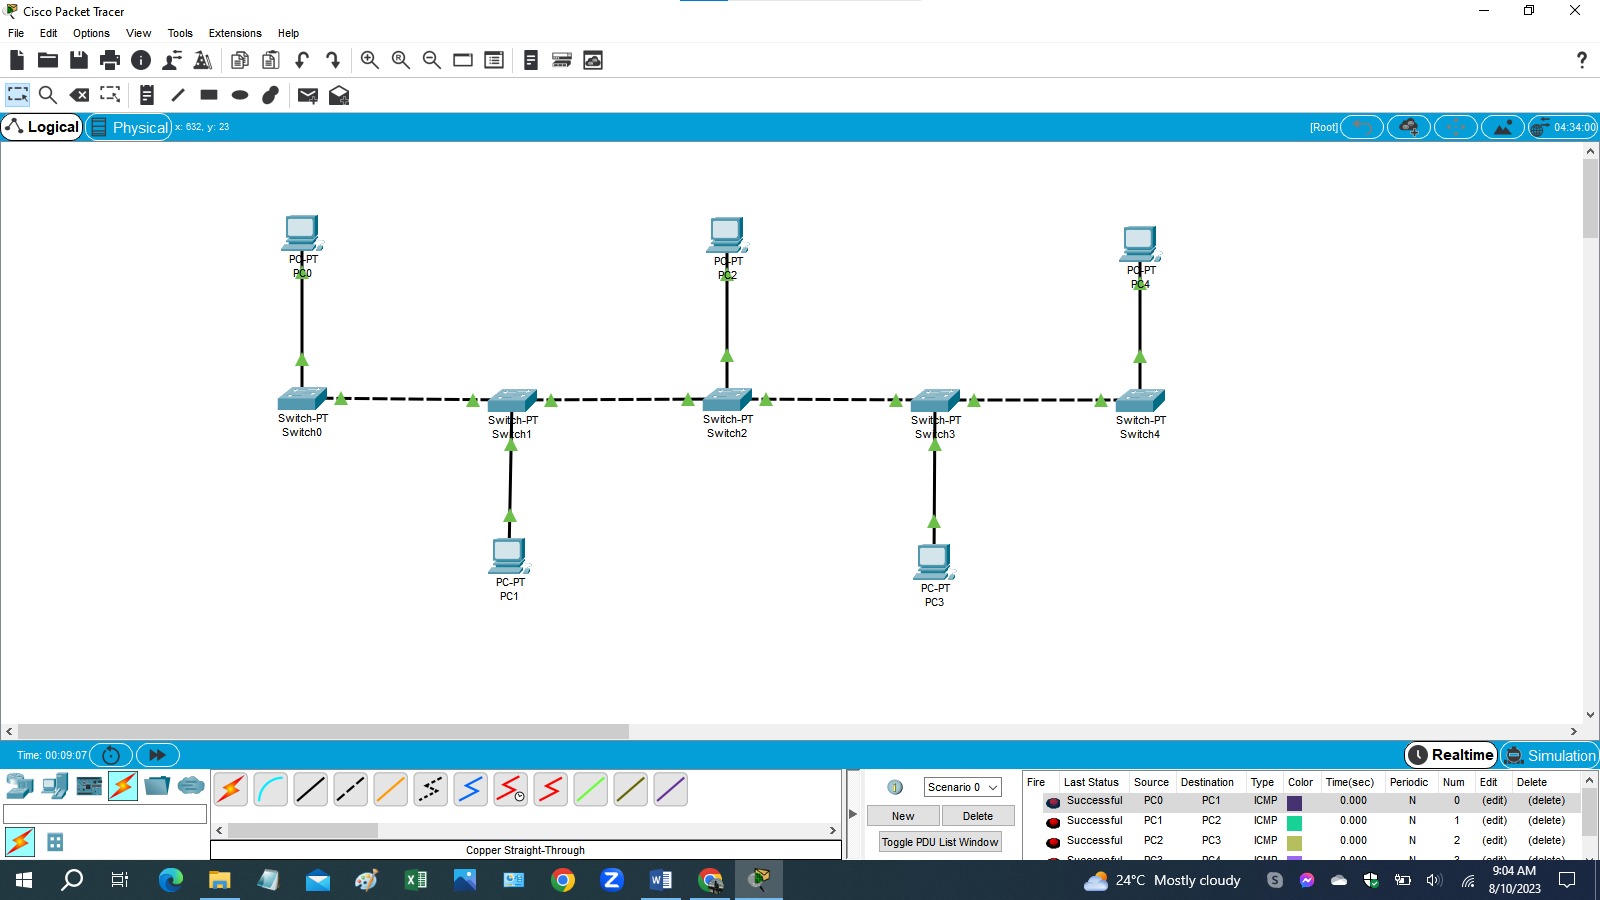 Cisco Packet Tracer
File Edit Options View Tools Extensions Help
?
Logical Physical x: 632, y: 23 [Root] 04:34:00
PC-PT
PC0
PC-PT
PC2
PC-PT
PC4
Switch-PT
Switch0
Switch-PT
Switch1
Switch-PT
Switch2
Switch-PT
Switch3
Switch-PT
Switch4
PC-PT
PC1
PC-PT
PC3
Time: 00:09:07 Realtime Simulation
Scenario 0
New Delete
Toggle PDU List Window
Copper Straight-Through
Fire Last Status Source Destination Type Color Time(sec) Periodic Num Edit Delete
Successful PC0 PC1 ICMP 0.000 N 0 (edit) (delete)
Successful PC1 PC2 ICMP 0.000 N 1 (edit) (delete)
Successful PC2 PC3 ICMP 0.000 N 2 (edit) (delete)
Successful PC3 PC4 ICMP 0.000 N 3 (edit) (delete)
24°C Mostly cloudy
9:04 AM
8/10/2023